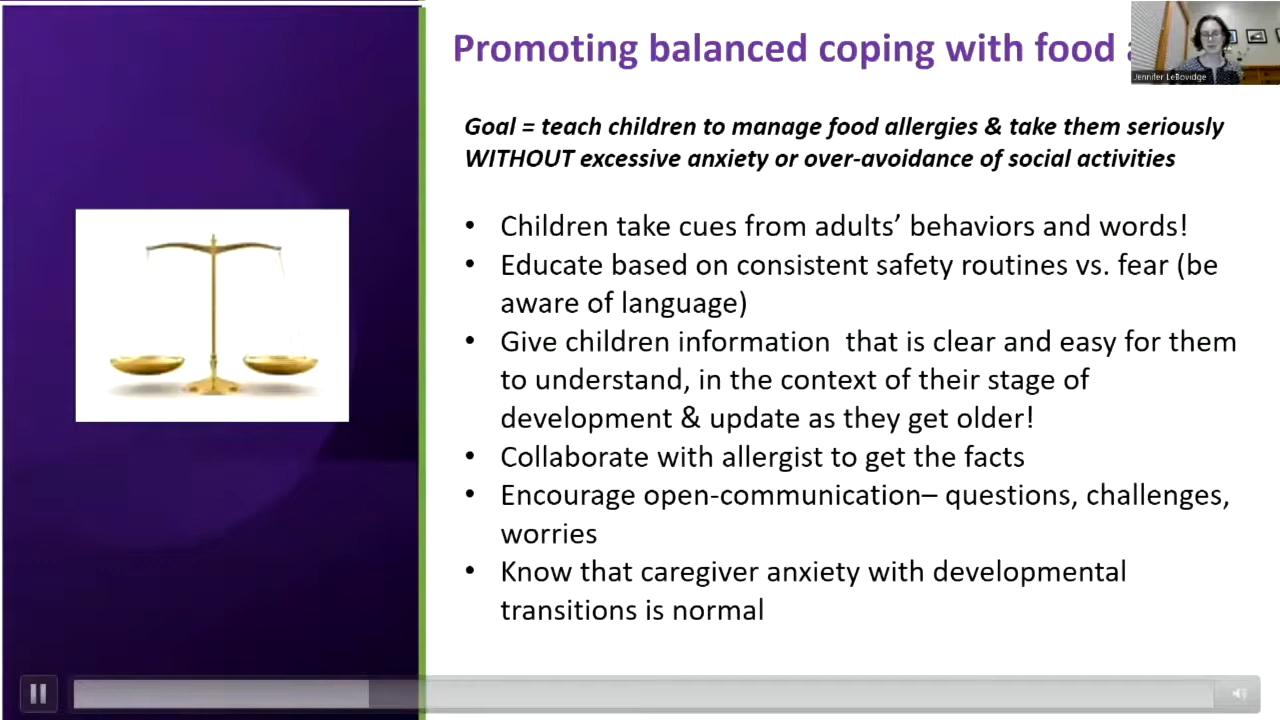 Promoting balanced coping with food
Jennifer LeBovidge
Goal = teach children to manage food allergies & take them seriously
WITHOUT excessive anxiety or over-avoidance of social activities
• Children take cues from adults’ behaviors and words!
• Educate based on consistent safety routines vs. fear (be
aware of language)
• Give children information  that is clear and easy for them
to understand, in the context of their stage of
development & update as they get older!
• Collaborate with allergist to get the facts
• Encourage open-communication– questions, challenges,
worries
• Know that caregiver anxiety with developmental
transitions is normal